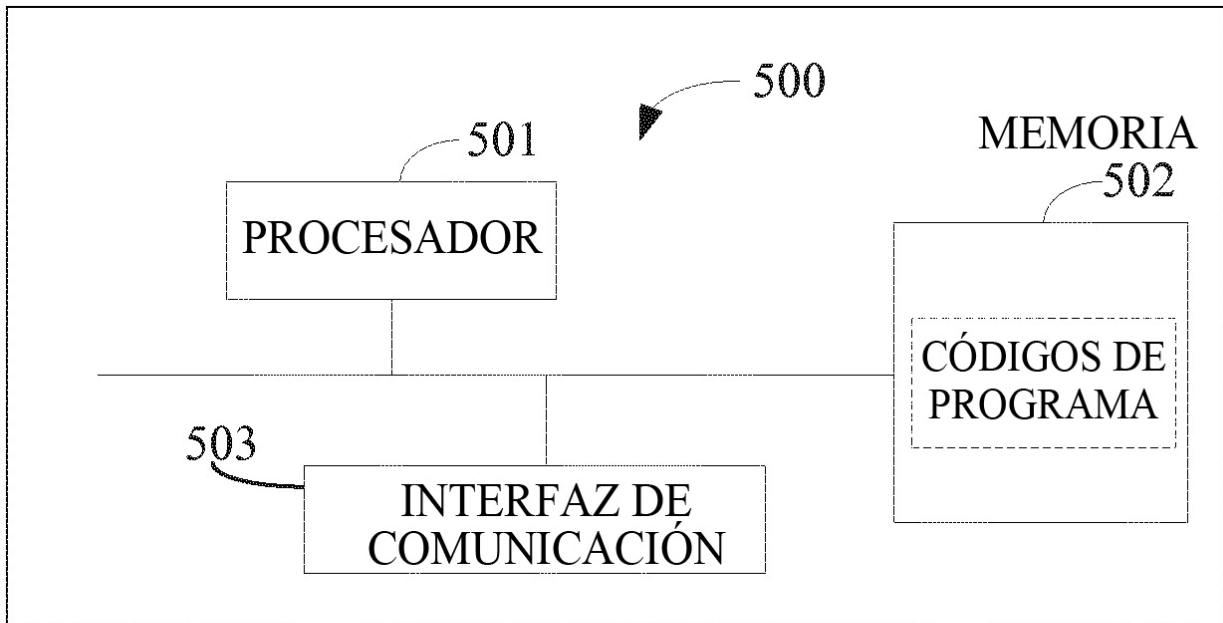 500
501
MEMORIA
502
PROCESADOR
CÓDIGOS DE
PROGRAMA
503
INTERFAZ DE
COMUNICACIÓN